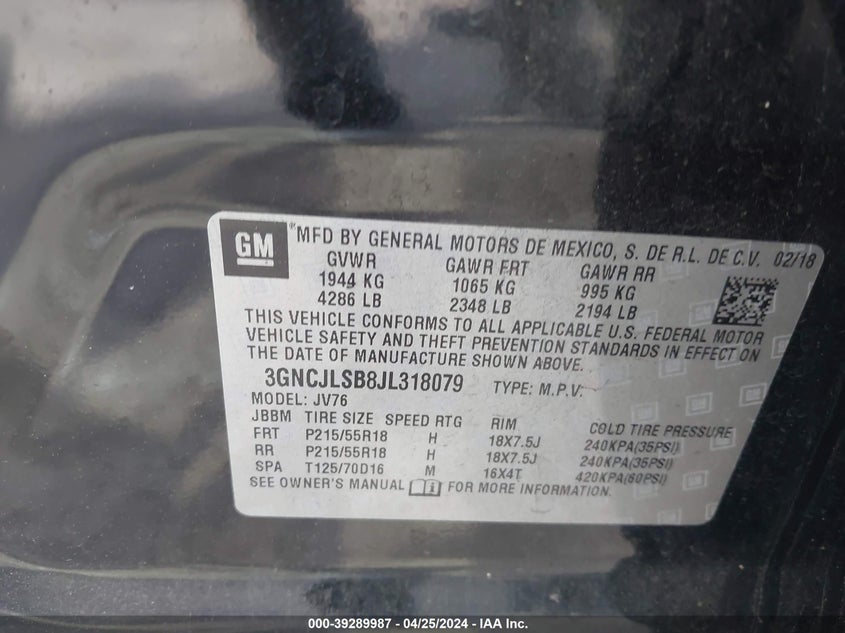 GM
® MFD BY GENERAL MOTORS DE MEXICO, S. DE R.L. DE C.V. 02/18
GVWR GAWR FRT GAWR RR
1944 KG 1065 KG 995 KG
4286 LB 2348 LB 2194 LB
THIS VEHICLE CONFORMS TO ALL APPLICABLE U.S. FEDERAL MOTOR
VEHICLE SAFETY AND THEFT PREVENTION STANDARDS IN EFFECT ON
THE DATE OF MANUFACTURE SHOWN ABOVE.
3GNCJLSB8JL318079 TYPE: M.P.V.
MODEL: JV76
JBBM TIRE SIZE SPEED RTG RIM COLD TIRE PRESSURE
FRT P215/55R18 H 18X7.5J 240KPA(35PSI)
RR P215/55R18 H 18X7.5J 240KPA(35PSI)
SPA T125/70D16 M 16X4T 420KPA(60PSI)
SEE OWNER'S MANUAL FOR MORE INFORMATION.
000-39289987 - 04/25/2024 - IAA Inc.